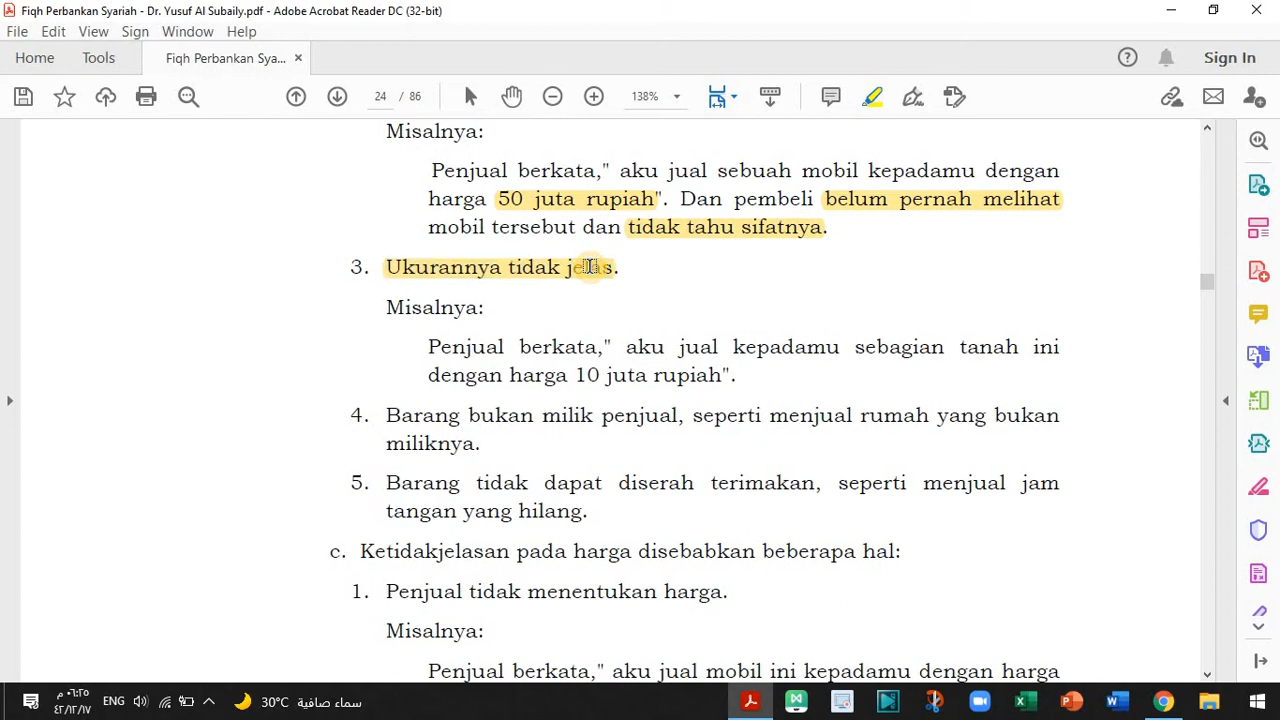 Fiqh Perbankan Syariah - Dr. Yusuf Al Subaily.pdf - Adobe Acrobat Reader DC (32-bit)
File Edit View Sign Window Help
Home Tools Fiqh Perbankan Sya... × Sign In
24 / 86 138%
Misalnya:
Penjual berkata," aku jual sebuah mobil kepadamu dengan
harga 50 juta rupiah". Dan pembeli belum pernah melihat
mobil tersebut dan tidak tahu sifatnya.
3. Ukurannya tidak jelas.
Misalnya:
Penjual berkata," aku jual kepadamu sebagian tanah ini
dengan harga 10 juta rupiah".
4. Barang bukan milik penjual, seperti menjual rumah yang bukan
miliknya.
5. Barang tidak dapat diserah terimakan, seperti menjual jam
tangan yang hilang.
c. Ketidakjelasan pada harga disebabkan beberapa hal:
1. Penjual tidak menentukan harga.
Misalnya:
Penjual berkata," aku jual mobil ini kepadamu dengan harga
م ٠٦:٢٥
٤٢/١٢/١٧
ENG
30°C سماء صافية